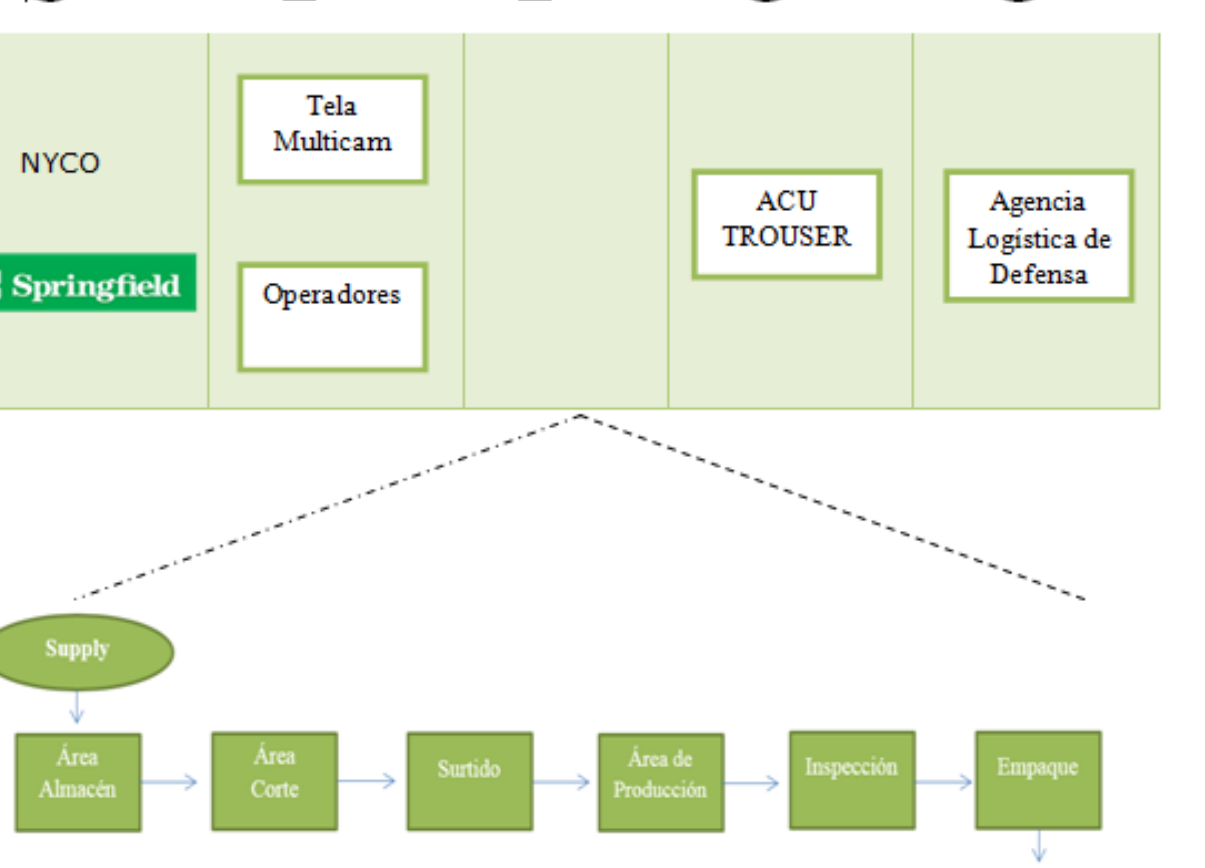 NYCO
Springfield
Tela
Multicam
Operadores
ACU
TROUSER
Agencia
Logística de
Defensa
Supply
Área
Almacén
Área
Corte
Surtido
Área de
Producción
Inspección
Empaque